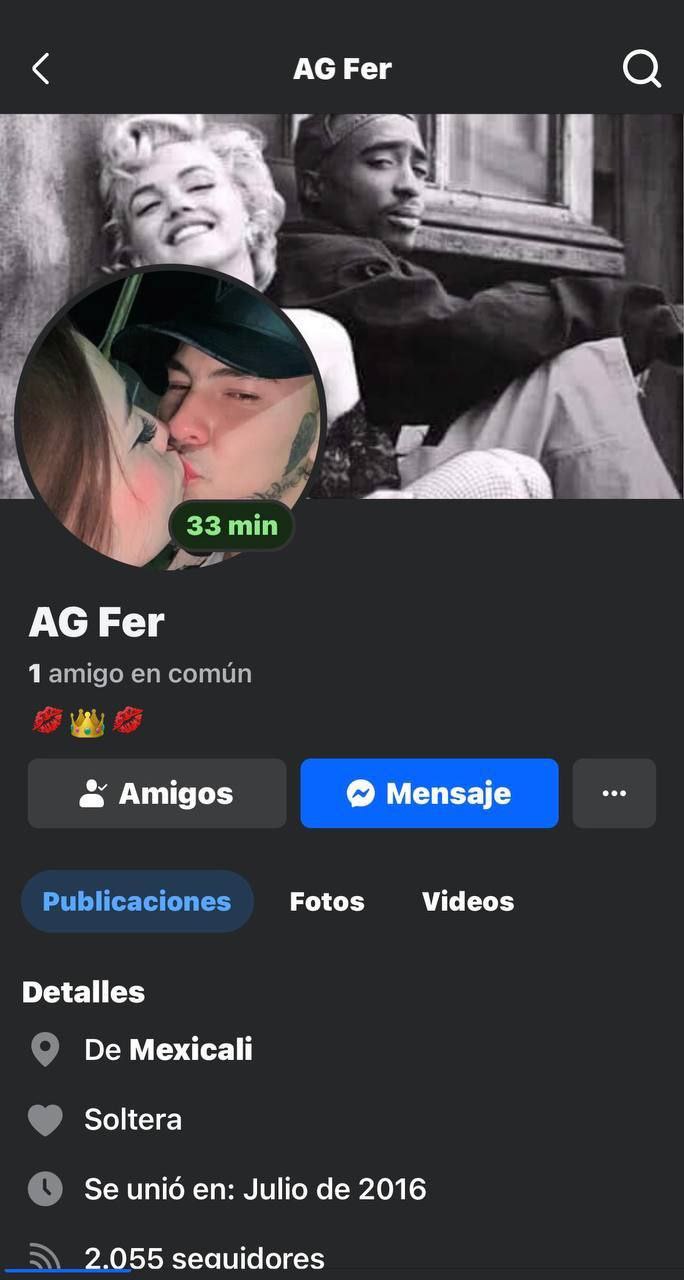 AG Fer
33 min
AG Fer
1 amigo en común
💋👑💋
Amigos
Mensaje
Publicaciones
Fotos
Videos
Detalles
De Mexicali
Soltera
Se unió en: Julio de 2016
2.055 seguidores